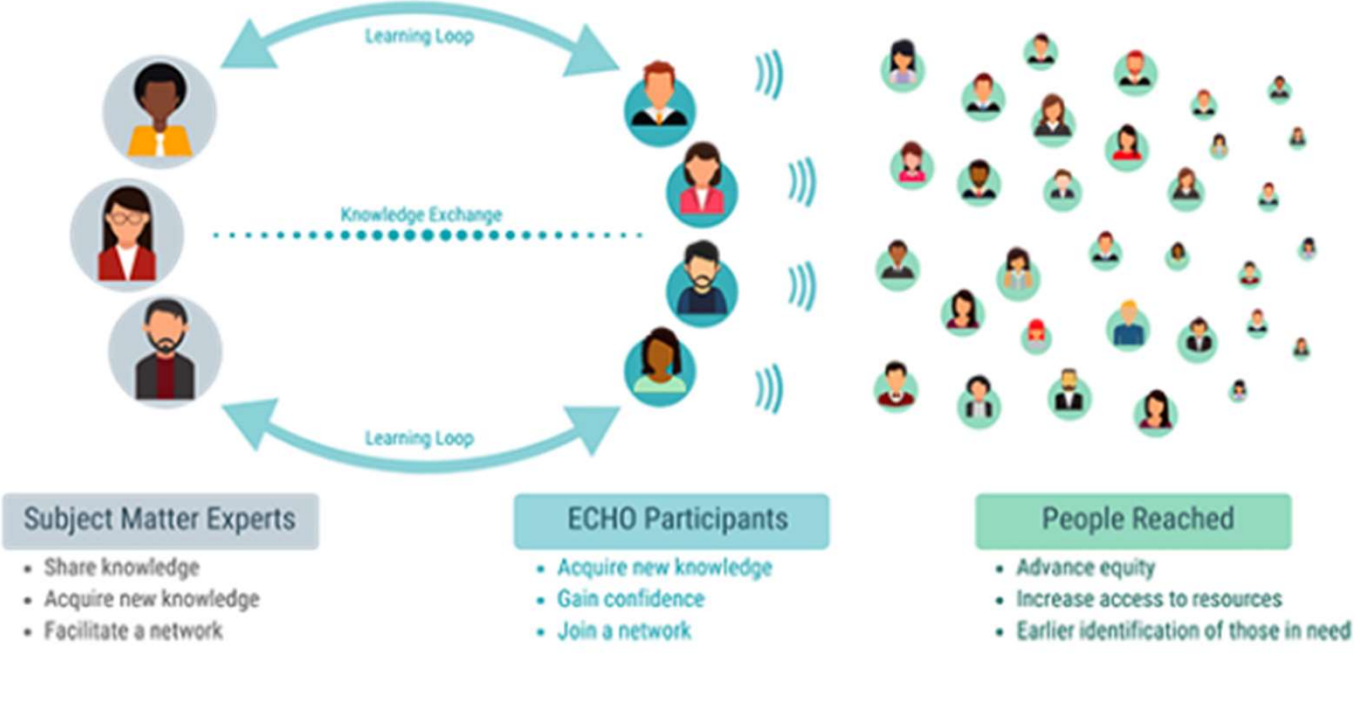 Learning Loop
Knowledge Exchange
Learning Loop
Subject Matter Experts
• Share knowledge
• Acquire new knowledge
• Facilitate a network
ECHO Participants
• Acquire new knowledge
• Gain confidence
• Join a network
People Reached
• Advance equity
• Increase access to resources
• Earlier identification of those in need